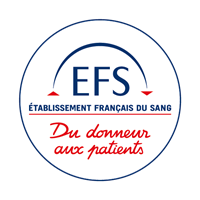 EFS
ÉTABLISSEMENT FRANÇAIS DU SANG
Du donneur
aux patients